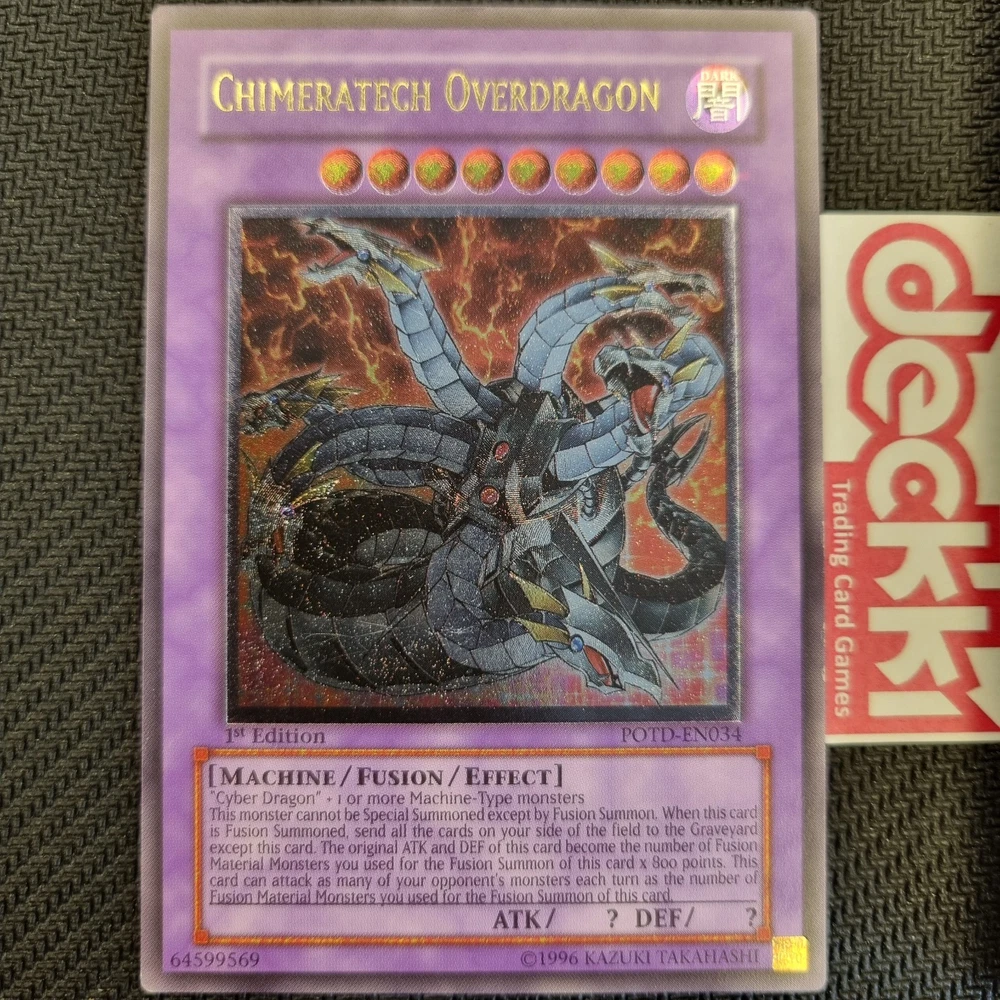 CHIMERATECH OVERDRAGON
DARK
闇
1st Edition
POTD-EN034
[MACHINE/FUSION/EFFECT]
"Cyber Dragon" + 1 or more Machine-Type monsters
This monster cannot be Special Summoned except by Fusion Summon. When this card
is Fusion Summoned, send all the cards on your side of the field to the Graveyard
except this card. The original ATK and DEF of this card become the number of Fusion
Material Monsters you used for the Fusion Summon of this card x 800 points. This
card can attack as many of your opponent's monsters each turn as the number of
Fusion Material Monsters you used for the Fusion Summon of this card.
ATK/ ? DEF/ ?
64599569
©1996 KAZUKI TAKAHASHI
deckki
Trading Card Games